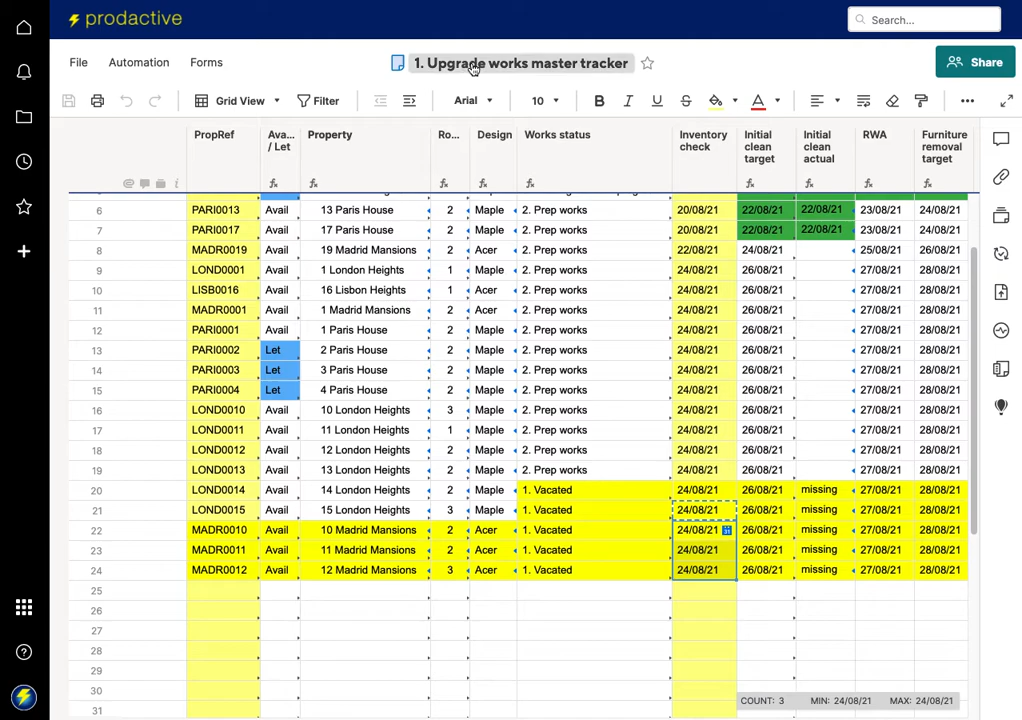 prodactive
Search...
File Automation Forms 1. Upgrade works master tracker Share
Grid View Filter Arial 10 B I U S A
PropRef Ava... / Let Property Ro... Design Works status Inventory check Initial clean target Initial clean actual RWA Furniture removal target
6 PARI0013 Avail 13 Paris House 2 Maple 2. Prep works 20/08/21 22/08/21 22/08/21 23/08/21 24/08/21
7 PARI0017 Avail 17 Paris House 2 Maple 2. Prep works 20/08/21 22/08/21 22/08/21 23/08/21 24/08/21
8 MADR0019 Avail 19 Madrid Mansions 2 Acer 2. Prep works 22/08/21 24/08/21 25/08/21 26/08/21
9 LOND0001 Avail 1 London Heights 1 Maple 2. Prep works 24/08/21 26/08/21 27/08/21 28/08/21
10 LISB0016 Avail 16 Lisbon Heights 1 Acer 2. Prep works 24/08/21 26/08/21 27/08/21 28/08/21
11 MADR0001 Avail 1 Madrid Mansions 2 Acer 2. Prep works 24/08/21 26/08/21 27/08/21 28/08/21
12 PARI0001 Avail 1 Paris House 2 Maple 2. Prep works 24/08/21 26/08/21 27/08/21 28/08/21
13 PARI0002 Let 2 Paris House 2 Maple 2. Prep works 24/08/21 26/08/21 27/08/21 28/08/21
14 PARI0003 Let 3 Paris House 2 Maple 2. Prep works 24/08/21 26/08/21 27/08/21 28/08/21
15 PARI0004 Let 4 Paris House 2 Maple 2. Prep works 24/08/21 26/08/21 27/08/21 28/08/21
16 LOND0010 Avail 10 London Heights 3 Maple 2. Prep works 24/08/21 26/08/21 27/08/21 28/08/21
17 LOND0011 Avail 11 London Heights 1 Maple 2. Prep works 24/08/21 26/08/21 27/08/21 28/08/21
18 LOND0012 Avail 12 London Heights 2 Maple 2. Prep works 24/08/21 26/08/21 27/08/21 28/08/21
19 LOND0013 Avail 13 London Heights 2 Maple 2. Prep works 24/08/21 26/08/21 27/08/21 28/08/21
20 LOND0014 Avail 14 London Heights 2 Maple 1. Vacated 24/08/21 26/08/21 missing 27/08/21 28/08/21
21 LOND0015 Avail 15 London Heights 3 Maple 1. Vacated 24/08/21 26/08/21 missing 27/08/21 28/08/21
22 MADR0010 Avail 10 Madrid Mansions 2 Acer 1. Vacated 24/08/21 26/08/21 missing 27/08/21 28/08/21
23 MADR0011 Avail 11 Madrid Mansions 2 Acer 1. Vacated 24/08/21 26/08/21 missing 27/08/21 28/08/21
24 MADR0012 Avail 12 Madrid Mansions 3 Acer 1. Vacated 24/08/21 26/08/21 missing 27/08/21 28/08/21
25
26
27
28
29
30
31
COUNT: 3 MIN: 24/08/21 MAX: 24/08/21